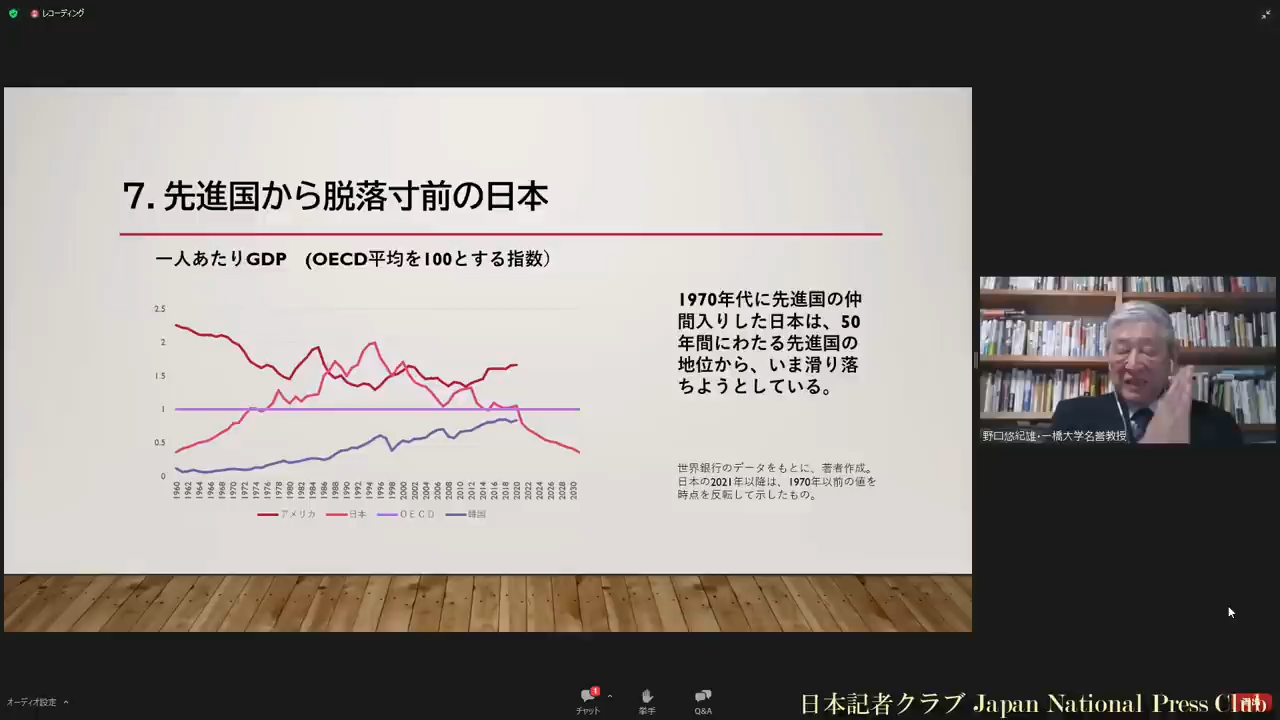 レコーディング
7. 先進国から脱落寸前の日本
一人あたりGDP (OECD平均を100とする指数)
2.5
2
1.5
1
0.5
0
1960 1962 1964 1966 1968 1970 1972 1974 1976 1978 1980 1982 1984 1986 1988 1990 1992 1994 1996 1998 2000 2002 2004 2006 2008 2010 2012 2014 2016 2018 2020 2022 2024 2026 2028 2030
アメリカ 日本 OECD 韓国
1970年代に先進国の仲
間入りした日本は、50
年間にわたる先進国の
地位から、いま滑り落
ちようとしている。
世界銀行のデータをもとに、著者作成。
日本の2021年以降は、1970年以前の値を
時点を反転して示したもの。
野口悠紀雄・一橋大学名誉教授
オーディオ設定
1
チャット
挙手
Q&A
日本記者クラブ Japan National Press Club